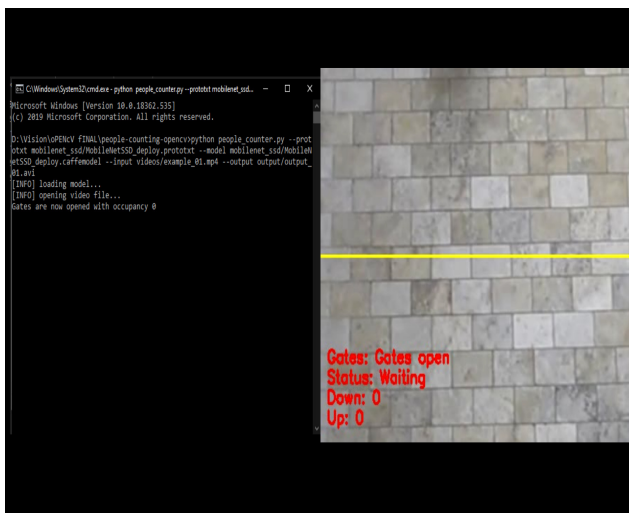 C:\Windows\System32\cmd.exe - python people_counter.py --prototxt mobilenet_ssd...
Microsoft Windows [Version 10.0.18362.535]
(c) 2019 Microsoft Corporation. All rights reserved.
D:\Vision\oPENcV fINAL\people-counting-opencv>python people_counter.py --prot
otxt mobilenet_ssd/MobileNetSSD_deploy.prototxt --model mobilenet_ssd/MobileN
etSSD_deploy.caffemodel --input videos/example_01.mp4 --output output/output_
01.avi
[INFO] loading model...
[INFO] opening video file...
Gates are now opened with occupancy 0
Gates: Gates open
Status: Waiting
Down: 0
Up: 0